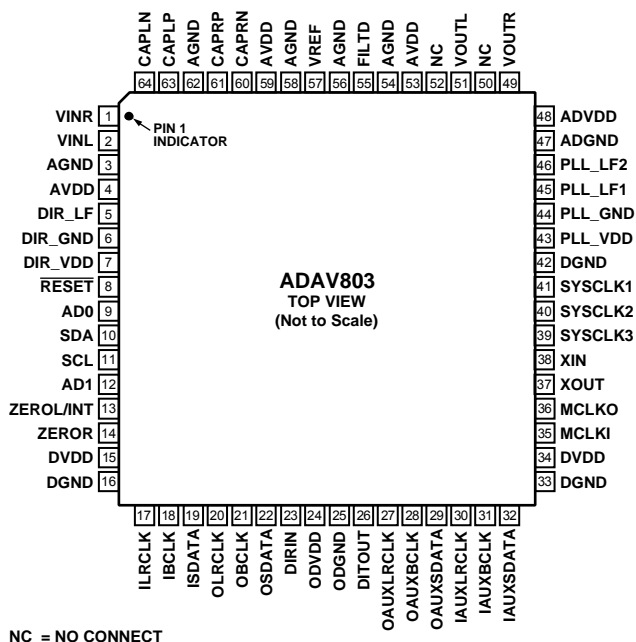 CAPLN
CAPLP
AGND
CAPRP
CAPRN
AVDD
AGND
VREF
AGND
FILTD
AGND
AVDD
NC
VOUTL
NC
VOUTR
64 63 62 61 60 59 58 57 56 55 54 53 52 51 50 49
VINR 1
VINL 2
AGND 3
AVDD 4
DIR_LF 5
DIR_GND 6
DIR_VDD 7
RESET 8
AD0 9
SDA 10
SCL 11
AD1 12
ZEROL/INT 13
ZEROR 14
DVDD 15
DGND 16
PIN 1
INDICATOR
ADAV803
TOP VIEW
(Not to Scale)
48 ADVDD
47 ADGND
46 PLL_LF2
45 PLL_LF1
44 PLL_GND
43 PLL_VDD
42 DGND
41 SYSCLK1
40 SYSCLK2
39 SYSCLK3
38 XIN
37 XOUT
36 MCLKO
35 MCLKI
34 DVDD
33 DGND
17 18 19 20 21 22 23 24 25 26 27 28 29 30 31 32
ILRCLK
IBCLK
ISDATA
OLRCLK
OBCLK
OSDATA
DIRIN
ODVDD
ODGND
DITOUT
OAUXLRCLK
OAUXBCLK
OAUXSDATA
IAUXLRCLK
IAUXBCLK
IAUXSDATA
NC = NO CONNECT